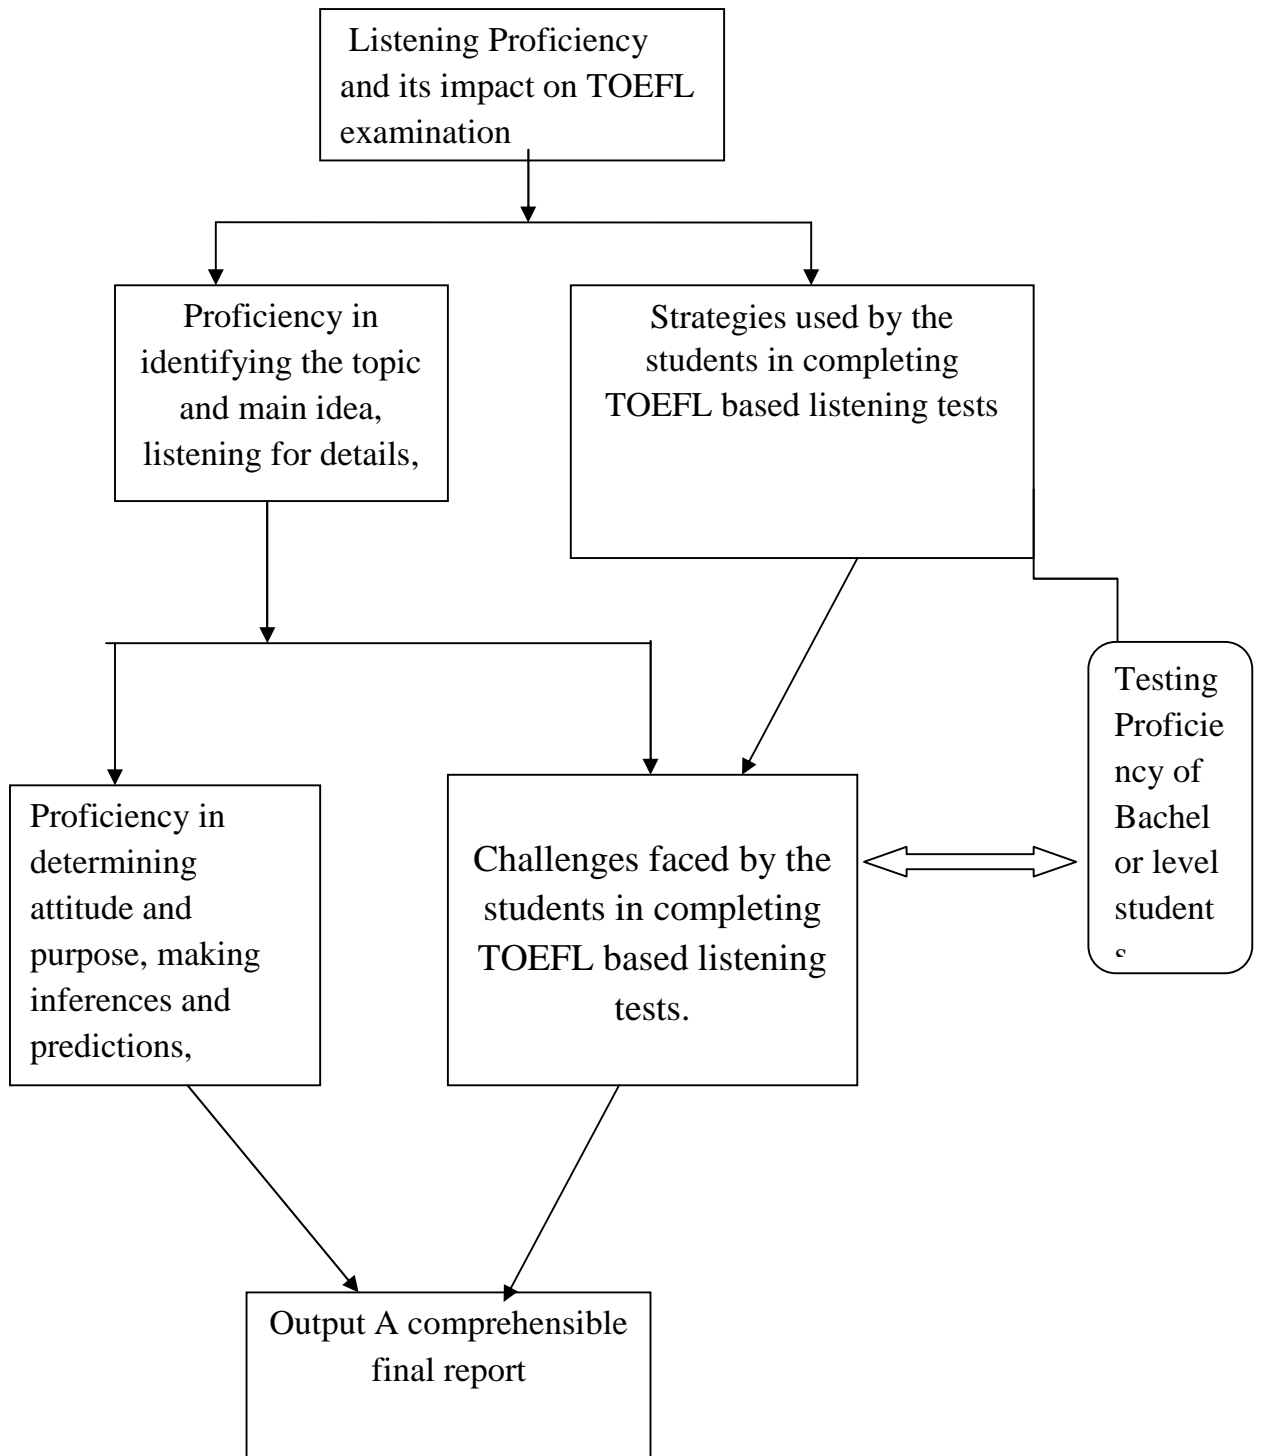 Listening Proficiency
and its impact on TOEFL
examination
Proficiency in
identifying the topic
and main idea,
listening for details,
Strategies used by the
students in completing
TOEFL based listening tests
Testing
Proficie
ncy of
Bachel
or level
student
s
Proficiency in
determining
attitude and
purpose, making
inferences and
predictions,
Challenges faced by the
students in completing
TOEFL based listening
tests.
Output A comprehensible
final report